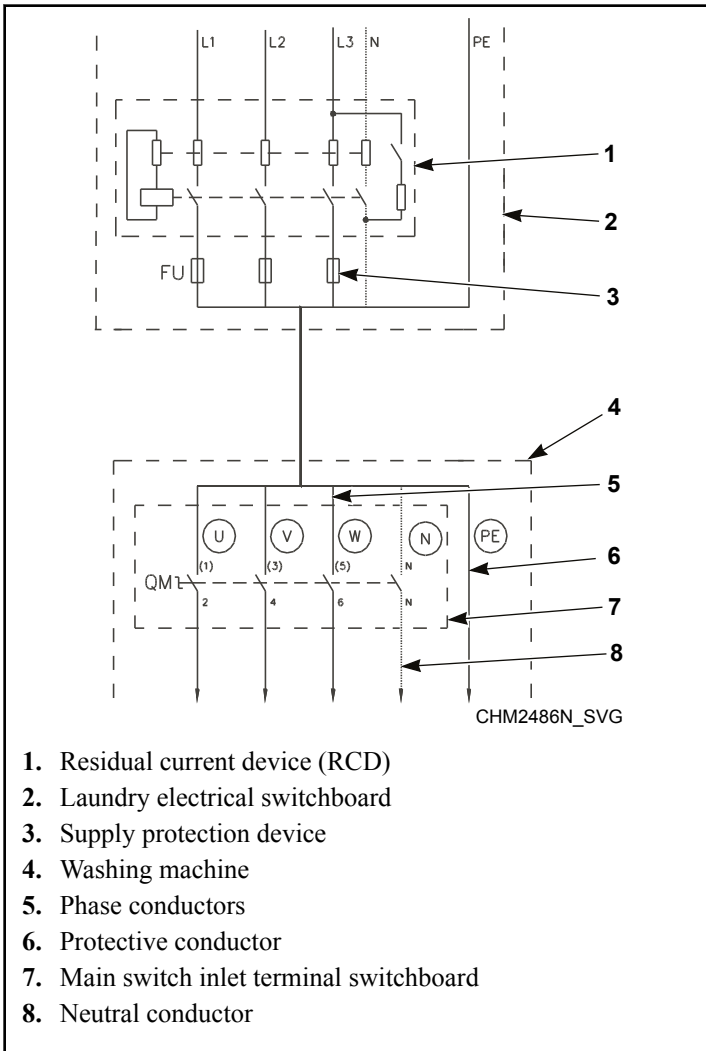 L1 L2 L3 N PE
1
2
FU
3
4
5
U V W N PE
(1) (3) (5) N
6
QM1
2 4 6 N
7
8
CHM2486N_SVG
1. Residual current device (RCD)
2. Laundry electrical switchboard
3. Supply protection device
4. Washing machine
5. Phase conductors
6. Protective conductor
7. Main switch inlet terminal switchboard
8. Neutral conductor